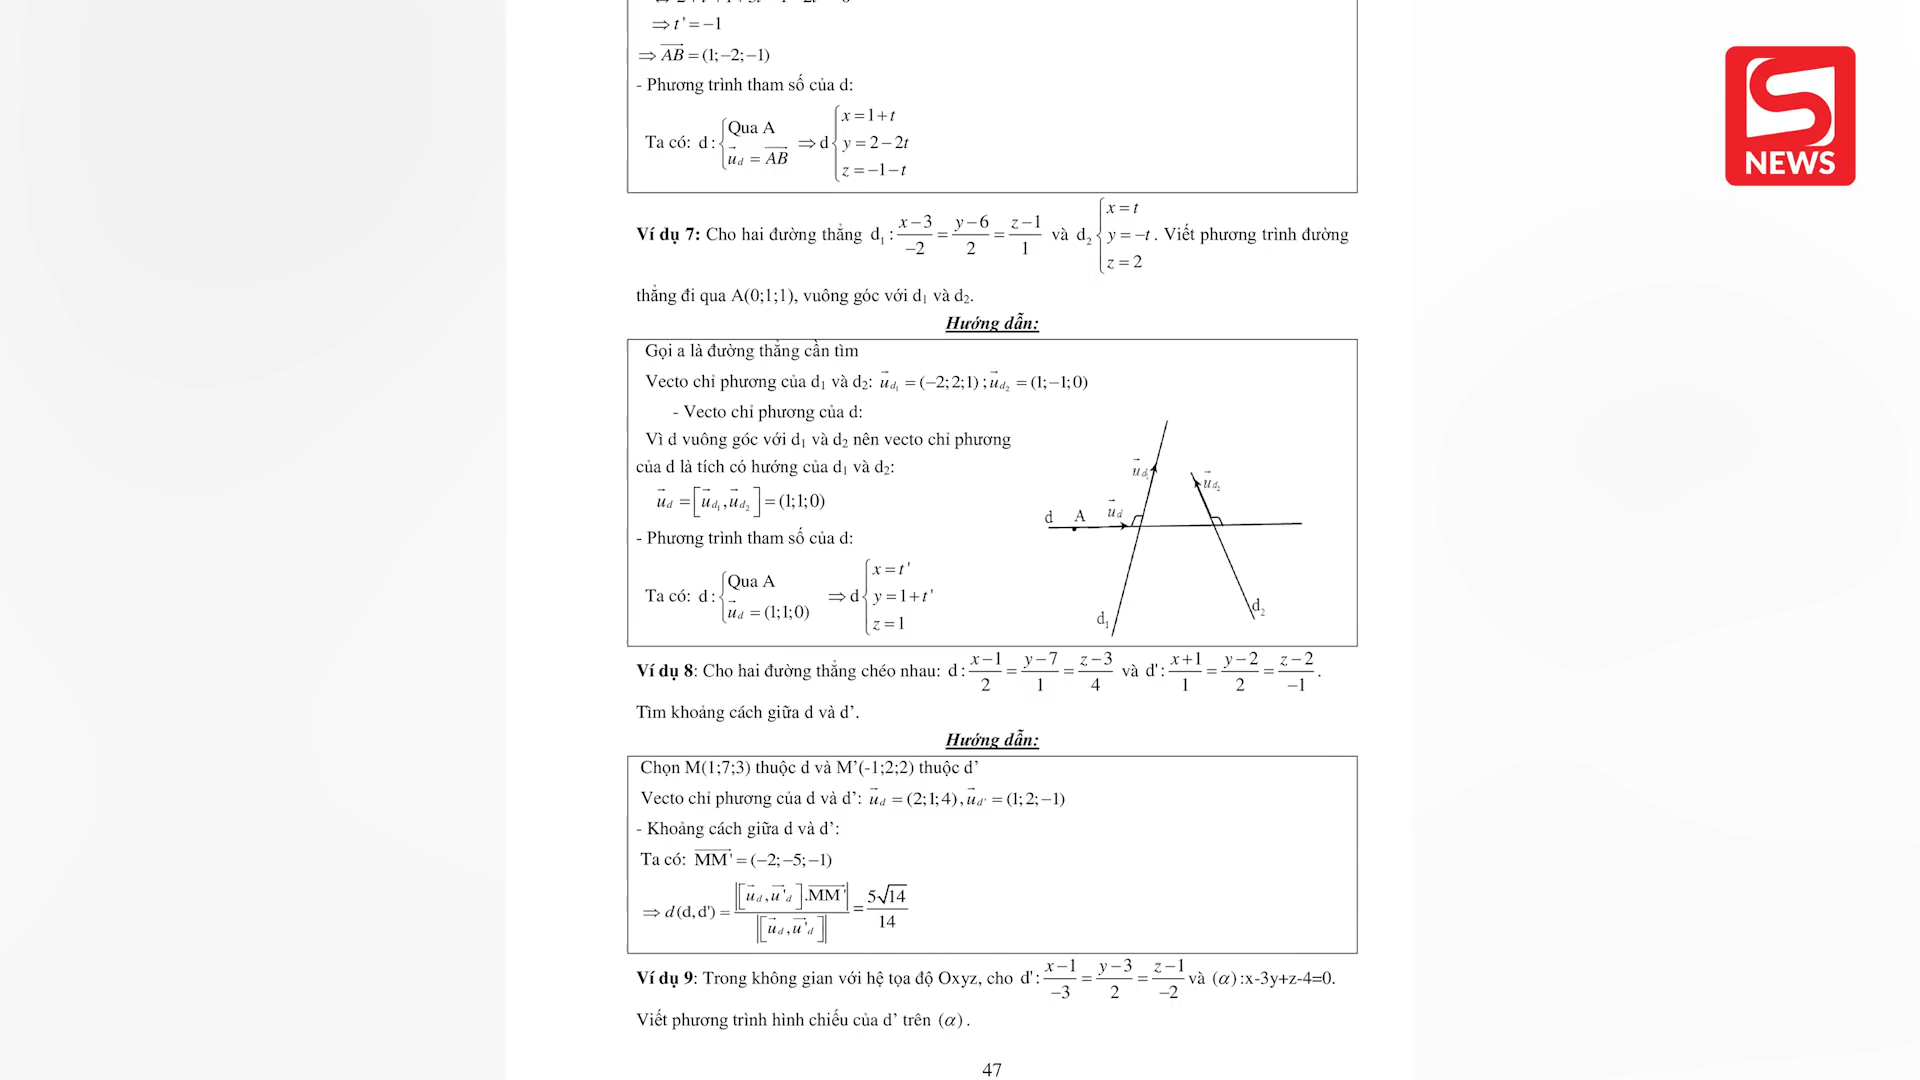 ⇒ t' = −1
⇒ AB = (1; −2; −1)
- Phương trình tham số của d:
Ta có: d : { Qua A ; u_d = AB ⇒ d { x = 1 + t ; y = 2 − 2t ; z = −1 − t
Ví dụ 7: Cho hai đường thẳng d₁ : (x−3)/−2 = (y−6)/2 = (z−1)/1 và d₂ { x = t ; y = −t ; z = 2 . Viết phương trình đường
thẳng đi qua A(0;1;1), vuông góc với d₁ và d₂.
Hướng dẫn:
Gọi a là đường thẳng cần tìm
Vecto chỉ phương của d₁ và d₂: u_d₁ = (−2; 2; 1) ; u_d₂ = (1; −1; 0)
- Vecto chỉ phương của d:
Vì d vuông góc với d₁ và d₂ nên vecto chỉ phương
của d là tích có hướng của d₁ và d₂:
u_d = [u_d₁, u_d₂] = (1;1;0)
- Phương trình tham số của d:
Ta có: d : { Qua A ; u_d = (1;1;0) ⇒ d { x = t' ; y = 1 + t' ; z = 1
d A u_d u_d₁ u_d₂
d₁ d₂
Ví dụ 8: Cho hai đường thẳng chéo nhau: d : (x−1)/2 = (y−7)/1 = (z−3)/4 và d' : (x+1)/1 = (y−2)/2 = (z−2)/−1 .
Tìm khoảng cách giữa d và d’.
Hướng dẫn:
Chọn M(1;7;3) thuộc d và M’(-1;2;2) thuộc d’
Vecto chỉ phương của d và d’: u_d = (2;1;4) , u_d' = (1; 2; −1)
- Khoảng cách giữa d và d’:
Ta có: MM' = (−2; −5; −1)
⇒ d(d,d') = |[u_d, u'_d].MM'| / |[u_d, u'_d]| = 5√14/14
Ví dụ 9: Trong không gian với hệ tọa độ Oxyz, cho d' : (x−1)/−3 = (y−3)/2 = (z−1)/−2 và (α) :x-3y+z-4=0.
Viết phương trình hình chiếu của d’ trên (α) .
47
S
NEWS